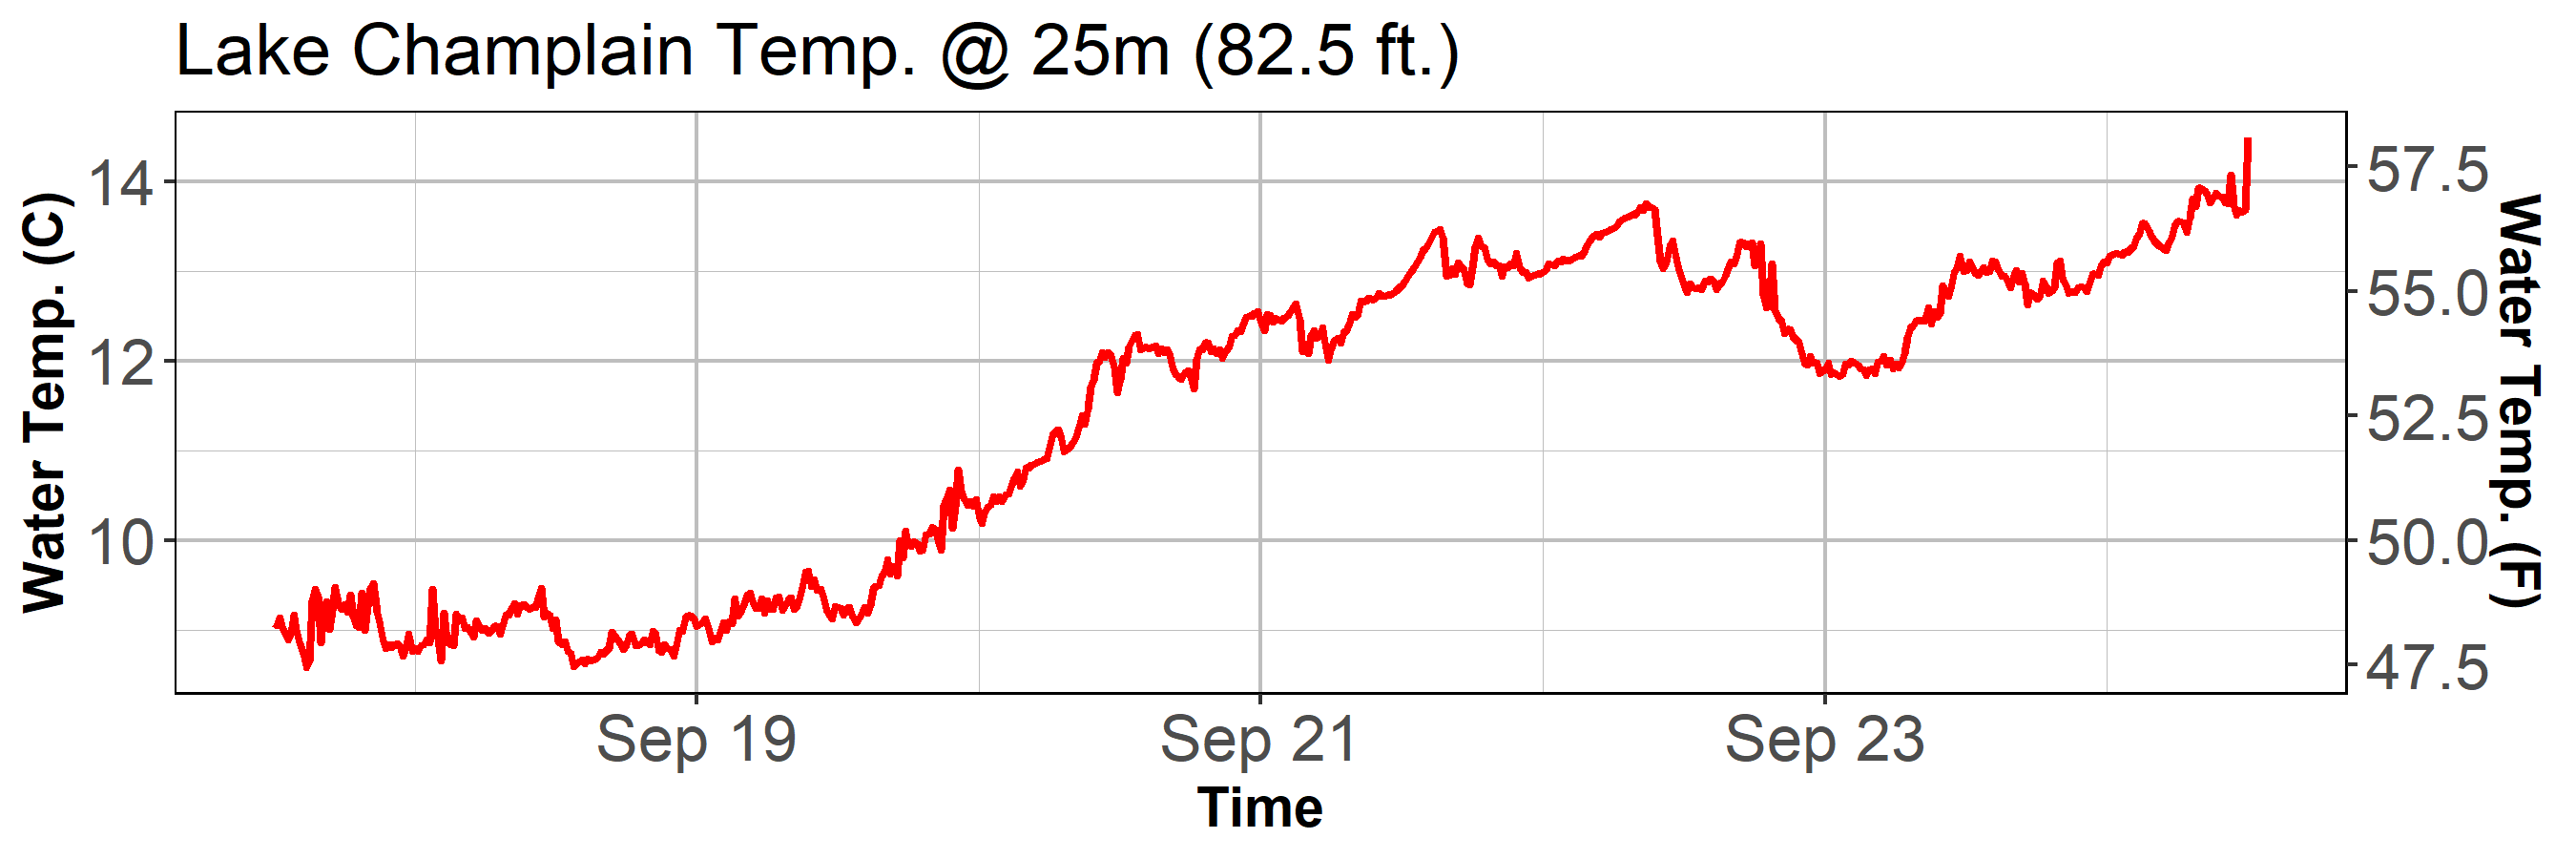 Lake Champlain Temp. @ 25m (82.5 ft.)
Water Temp. (C)
14
12
10
57.5
55.0
52.5
50.0
47.5
Water Temp. (F)
Sep 19
Sep 21
Sep 23
Time